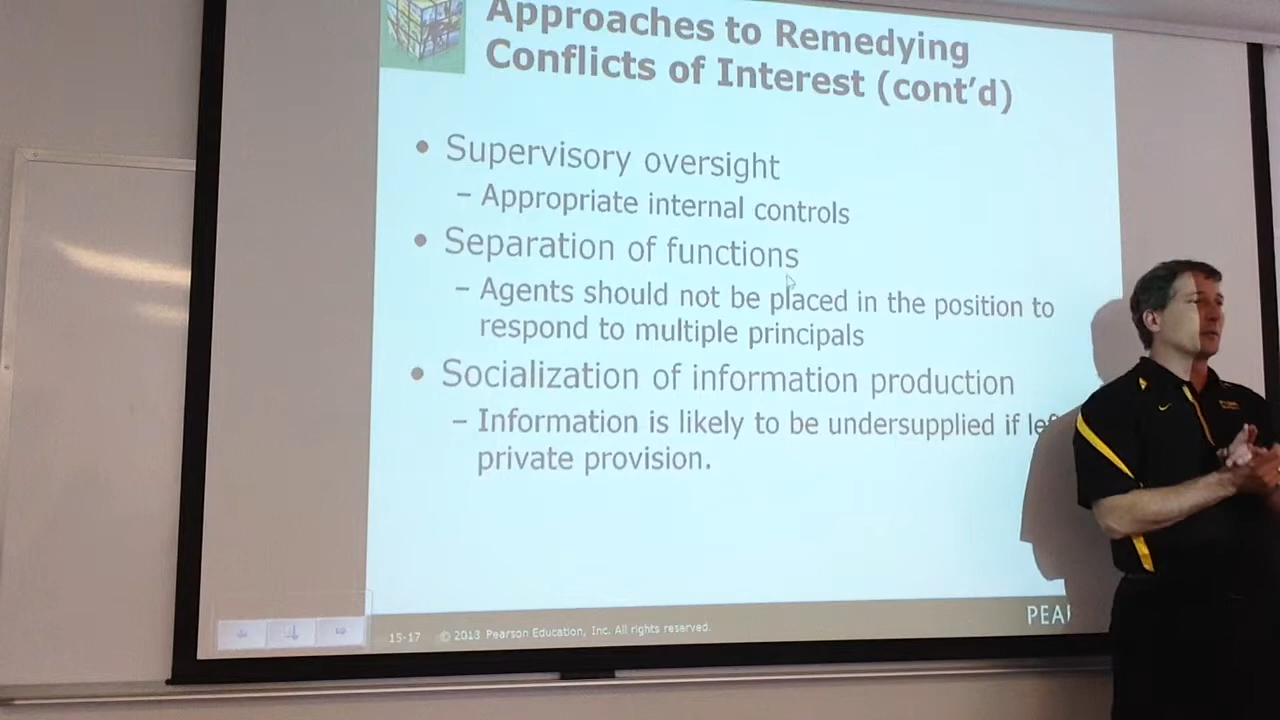 Approaches to Remedying
Conflicts of Interest (cont'd)
• Supervisory oversight
– Appropriate internal controls
• Separation of functions
– Agents should not be placed in the position to
respond to multiple principals
• Socialization of information production
– Information is likely to be undersupplied if
private provision.
15-17 © 2013 Pearson Education, Inc. All rights reserved.